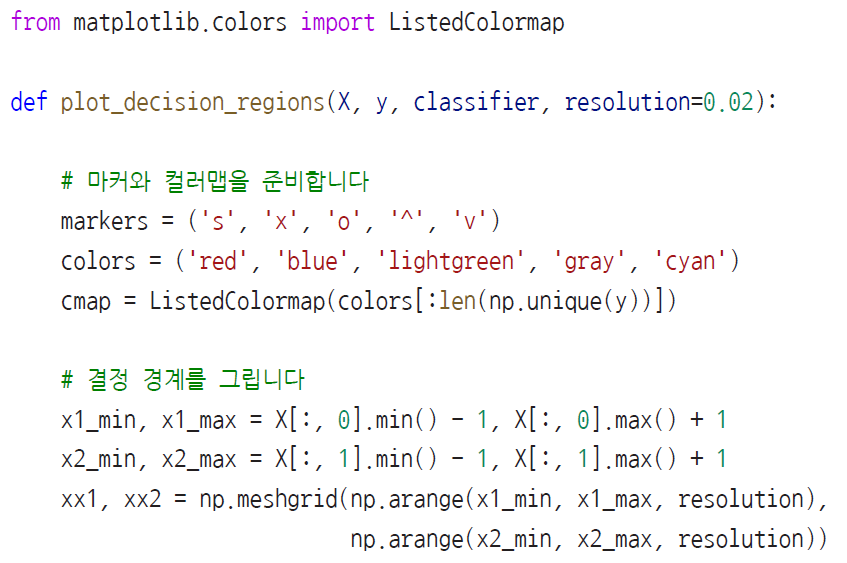 from matplotlib.colors import ListedColormap
def plot_decision_regions(X, y, classifier, resolution=0.02):
# 마커와 컬러맵을 준비합니다
markers = ('s', 'x', 'o', '^', 'v')
colors = ('red', 'blue', 'lightgreen', 'gray', 'cyan')
cmap = ListedColormap(colors[:len(np.unique(y))])
# 결정 경계를 그립니다
x1_min, x1_max = X[:, 0].min() - 1, X[:, 0].max() + 1
x2_min, x2_max = X[:, 1].min() - 1, X[:, 1].max() + 1
xx1, xx2 = np.meshgrid(np.arange(x1_min, x1_max, resolution),
np.arange(x2_min, x2_max, resolution))